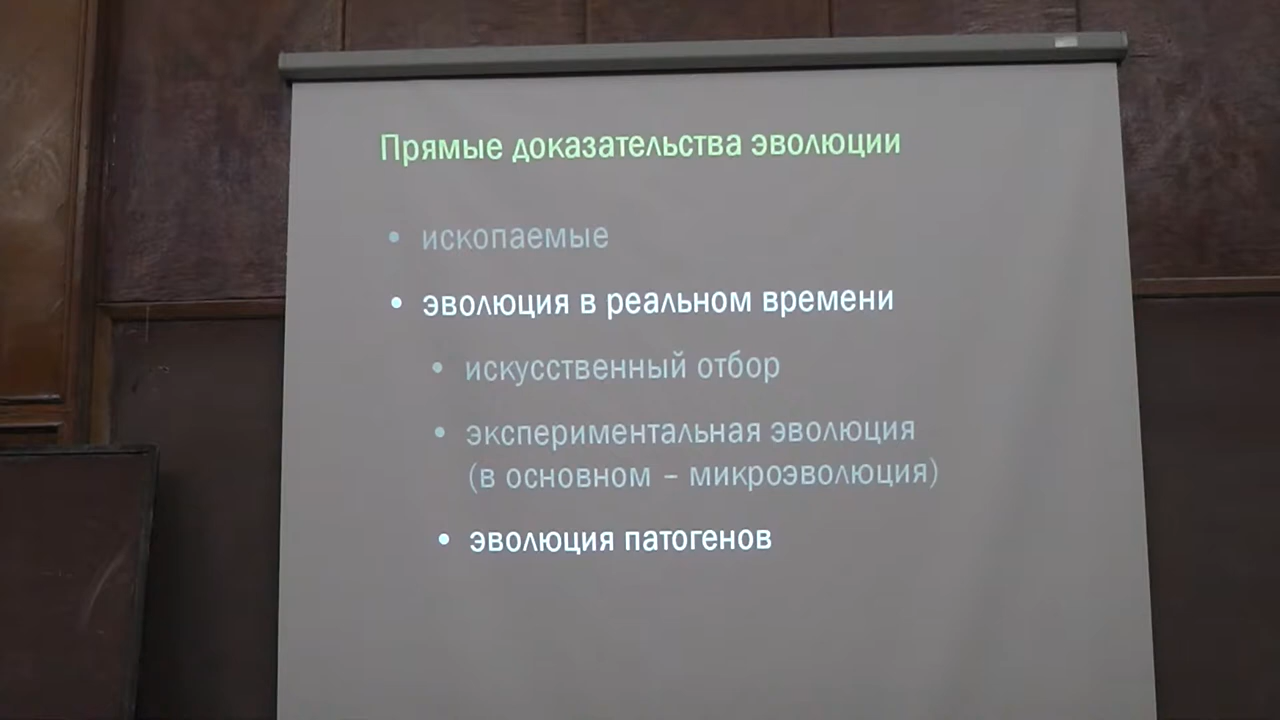 Прямые доказательства эволюции
• ископаемые
• эволюция в реальном времени
• искусственный отбор
• экспериментальная эволюция
(в основном – микроэволюция)
• эволюция патогенов